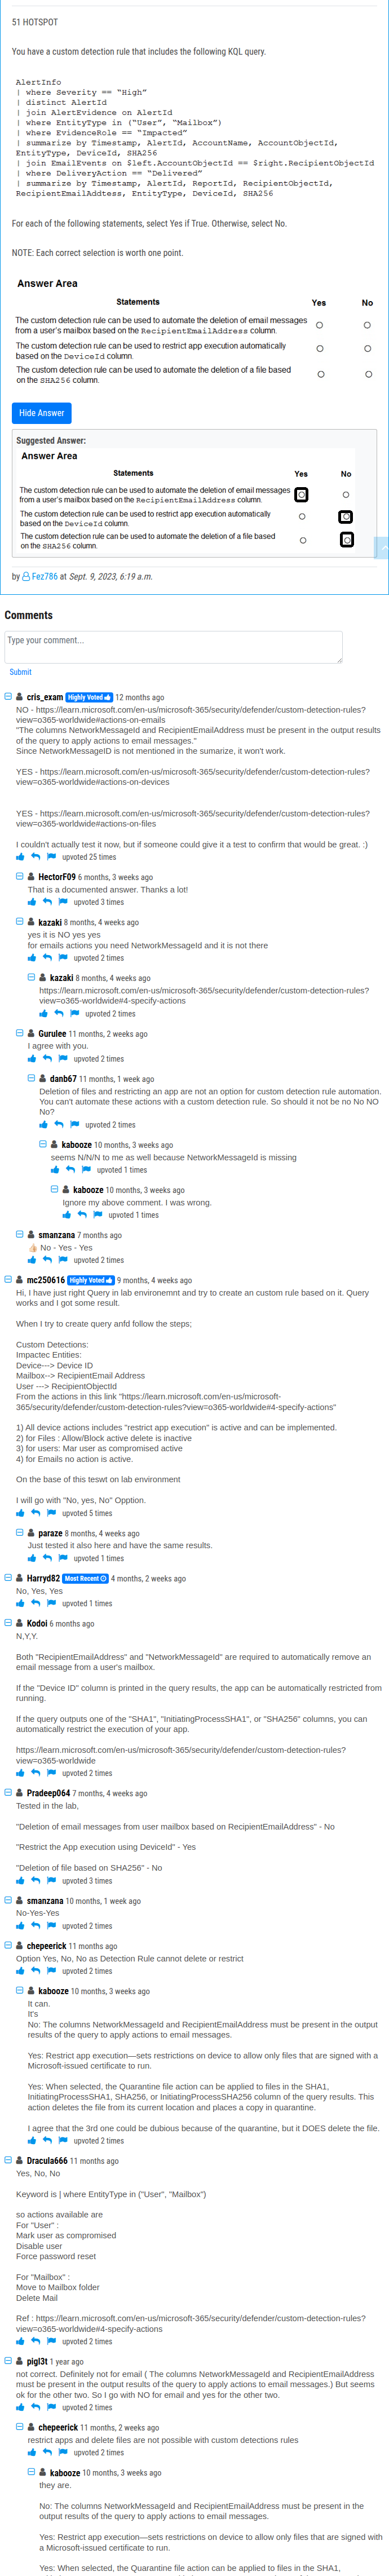 51 HOTSPOT
You have a custom detection rule that includes the following KQL query.
AlertInfo
| where Severity == "High"
| distinct AlertId
| join AlertEvidence on AlertId
| where EntityType in ("User", "Mailbox")
| where EvidenceRole == "Impacted"
| summarize by Timestamp, AlertId, AccountName, AccountObjectId,
EntityType, DeviceId, SHA256
| join EmailEvents on $left.AccountObjectId == $right.RecipientObjectId
| where DeliveryAction == "Delivered"
| summarize by Timestamp, AlertId, ReportId, RecipientObjectId,
RecipientEmailAddtess, EntityType, DeviceId, SHA256
For each of the following statements, select Yes if True. Otherwise, select No.
NOTE: Each correct selection is worth one point.
Answer Area
Statements Yes No
The custom detection rule can be used to automate the deletion of email messages
from a user's mailbox based on the RecipientEmailAddress column.
The custom detection rule can be used to restrict app execution automatically
based on the DeviceId column.
The custom detection rule can be used to automate the deletion of a file based
on the SHA256 column.
Hide Answer
Suggested Answer:
Answer Area
Statements Yes No
The custom detection rule can be used to automate the deletion of email messages
from a user's mailbox based on the RecipientEmailAddress column.
The custom detection rule can be used to restrict app execution automatically
based on the DeviceId column.
The custom detection rule can be used to automate the deletion of a file based
on the SHA256 column.
by Fez786 at Sept. 9, 2023, 6:19 a.m.
Comments
Type your comment...
Submit
cris_exam Highly Voted 12 months ago
NO - https://learn.microsoft.com/en-us/microsoft-365/security/defender/custom-detection-rules?
view=o365-worldwide#actions-on-emails
"The columns NetworkMessageId and RecipientEmailAddress must be present in the output results
of the query to apply actions to email messages."
Since NetworkMessageID is not mentioned in the sumarize, it won't work.
YES - https://learn.microsoft.com/en-us/microsoft-365/security/defender/custom-detection-rules?
view=o365-worldwide#actions-on-devices
YES - https://learn.microsoft.com/en-us/microsoft-365/security/defender/custom-detection-rules?
view=o365-worldwide#actions-on-files
I couldn't actually test it now, but if someone could give it a test to confirm that would be great. :)
upvoted 25 times
HectorF09 6 months, 3 weeks ago
That is a documented answer. Thanks a lot!
upvoted 3 times
kazaki 8 months, 4 weeks ago
yes it is NO yes yes
for emails actions you need NetworkMessageId and it is not there
upvoted 2 times
kazaki 8 months, 4 weeks ago
https://learn.microsoft.com/en-us/microsoft-365/security/defender/custom-detection-rules?
view=o365-worldwide#4-specify-actions
upvoted 2 times
Gurulee 11 months, 2 weeks ago
I agree with you.
upvoted 2 times
danb67 11 months, 1 week ago
Deletion of files and restricting an app are not an option for custom detection rule automation.
You can't automate these actions with a custom detection rule. So should it not be no No NO
No?
upvoted 2 times
kabooze 10 months, 3 weeks ago
seems N/N/N to me as well because NetworkMessageId is missing
upvoted 1 times
kabooze 10 months, 3 weeks ago
Ignore my above comment. I was wrong.
upvoted 1 times
smanzana 7 months ago
👍🏻 No - Yes - Yes
upvoted 2 times
mc250616 Highly Voted 9 months, 4 weeks ago
Hi, I have just right Query in lab environemnt and try to create an custom rule based on it. Query
works and I got some result.
When I try to create query anfd follow the steps;
Custom Detections:
Impactec Entities:
Device---> Device ID
Mailbox--> RecipientEmail Address
User ---> RecipientObjectId
From the actions in this link "https://learn.microsoft.com/en-us/microsoft-
365/security/defender/custom-detection-rules?view=o365-worldwide#4-specify-actions"
1) All device actions includes "restrict app execution" is active and can be implemented.
2) for Files : Allow/Block active delete is inactive
3) for users: Mar user as compromised active
4) for Emails no action is active.
On the base of this teswt on lab environment
I will go with "No, yes, No" Opption.
upvoted 5 times
paraze 8 months, 4 weeks ago
Just tested it also here and have the same results.
upvoted 1 times
Harryd82 Most Recent 4 months, 2 weeks ago
No, Yes, Yes
upvoted 1 times
Kodoi 6 months ago
N,Y,Y.
Both "RecipientEmailAddress" and "NetworkMessageId" are required to automatically remove an
email message from a user's mailbox.
If the "Device ID" column is printed in the query results, the app can be automatically restricted from
running.
If the query outputs one of the "SHA1", "InitiatingProcessSHA1", or "SHA256" columns, you can
automatically restrict the execution of your app.
https://learn.microsoft.com/en-us/microsoft-365/security/defender/custom-detection-rules?
view=o365-worldwide
upvoted 2 times
Pradeep064 7 months, 4 weeks ago
Tested in the lab,
"Deletion of email messages from user mailbox based on RecipientEmailAddress" - No
"Restrict the App execution using DeviceId" - Yes
"Deletion of file based on SHA256" - No
upvoted 3 times
smanzana 10 months, 1 week ago
No-Yes-Yes
upvoted 2 times
chepeerick 11 months ago
Option Yes, No, No as Detection Rule cannot delete or restrict
upvoted 2 times
kabooze 10 months, 3 weeks ago
It can.
It's
No: The columns NetworkMessageId and RecipientEmailAddress must be present in the output
results of the query to apply actions to email messages.
Yes: Restrict app execution—sets restrictions on device to allow only files that are signed with a
Microsoft-issued certificate to run.
Yes: When selected, the Quarantine file action can be applied to files in the SHA1,
InitiatingProcessSHA1, SHA256, or InitiatingProcessSHA256 column of the query results. This
action deletes the file from its current location and places a copy in quarantine.
I agree that the 3rd one could be dubious because of the quarantine, but it DOES delete the file.
upvoted 2 times
Dracula666 11 months ago
Yes, No, No
Keyword is | where EntityType in ("User", "Mailbox")
so actions available are
For "User" :
Mark user as compromised
Disable user
Force password reset
For "Mailbox" :
Move to Mailbox folder
Delete Mail
Ref : https://learn.microsoft.com/en-us/microsoft-365/security/defender/custom-detection-rules?
view=o365-worldwide#4-specify-actions
upvoted 2 times
pigl3t 1 year ago
not correct. Definitely not for email ( The columns NetworkMessageId and RecipientEmailAddress
must be present in the output results of the query to apply actions to email messages.) But seems
ok for the other two. So I go with NO for email and yes for the other two.
upvoted 2 times
chepeerick 11 months, 2 weeks ago
restrict apps and delete files are not possible with custom detections rules
upvoted 2 times
kabooze 10 months, 3 weeks ago
they are.
No: The columns NetworkMessageId and RecipientEmailAddress must be present in the
output results of the query to apply actions to email messages.
Yes: Restrict app execution—sets restrictions on device to allow only files that are signed with
a Microsoft-issued certificate to run.
Yes: When selected, the Quarantine file action can be applied to files in the SHA1,